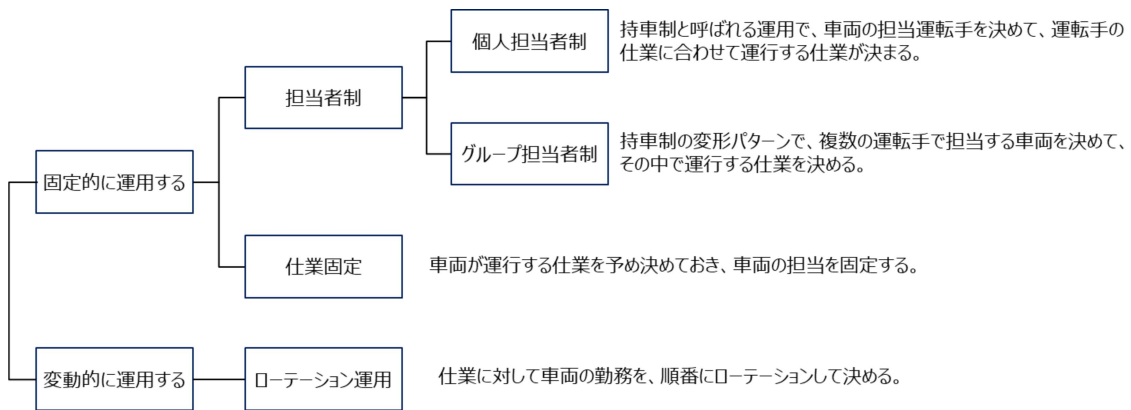 個人担当者制
持車制と呼ばれる運用で、車両の担当運転手を決めて、運転手の
仕業に合わせて運行する仕業が決まる。
担当者制
グループ担当者制
持車制の変形パターンで、複数の運転手で担当する車両を決めて、
その中で運行する仕業を決める。
固定的に運用する
仕業固定
車両が運行する仕業を予め決めておき、車両の担当を固定する。
変動的に運用する
ローテーション運用
仕業に対して車両の勤務を、順番にローテーションして決める。